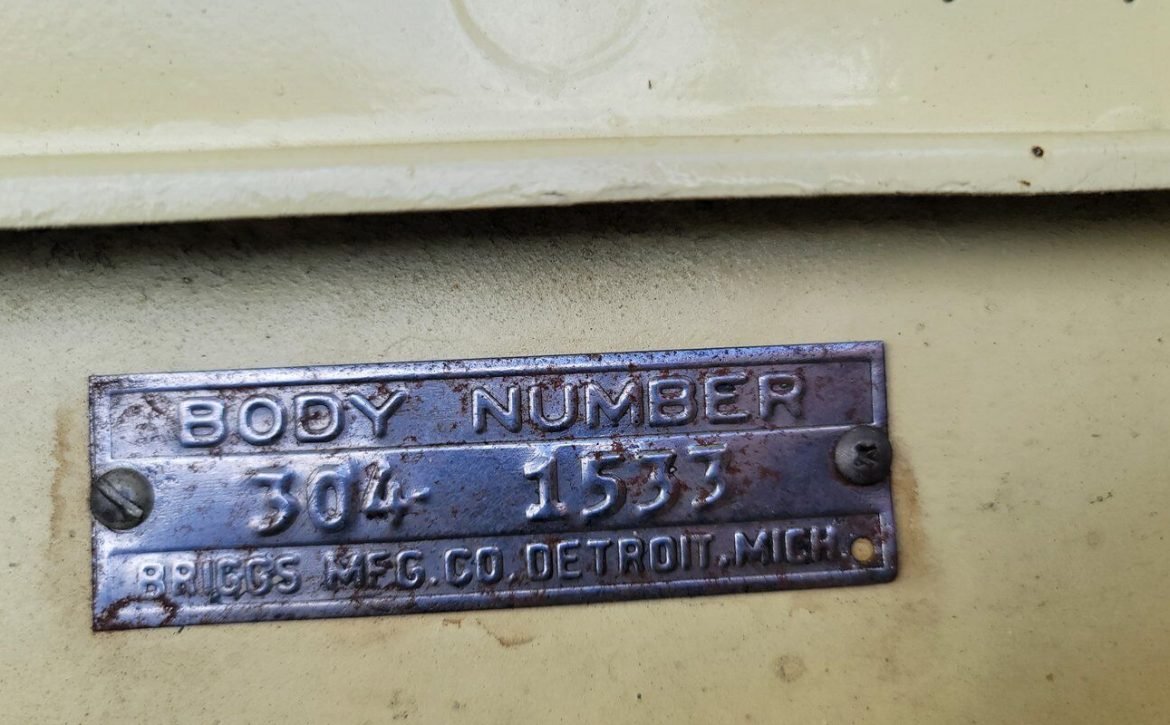 BODY NUMBER
304- 1533
BRIGGS MFG. CO. DETROIT, MICH.